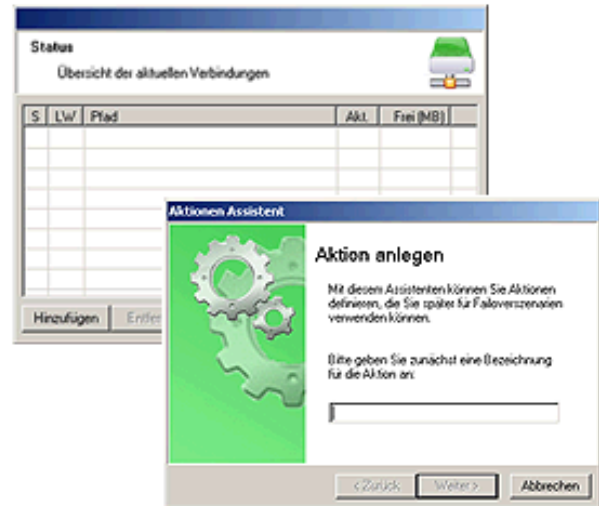 Status
Übersicht der aktuellen Verbindungen
S LW Pfad Akt. Frei (MB)
Hinzufügen
Aktionen Assistent
Aktion anlegen
Mit diesem Assistenten können Sie Aktionen
definieren, die Sie später für Failoverszenarien
verwenden können.
Bitte geben Sie zunächst eine Bezeichnung
für die Aktion an:
< Zurück Weiter > Abbrechen